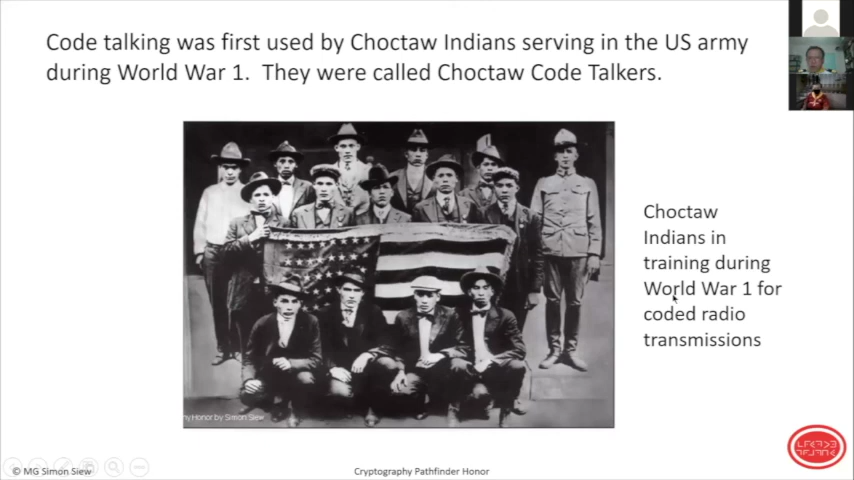 Code talking was first used by Choctaw Indians serving in the US army
during World War 1.  They were called Choctaw Code Talkers.
Choctaw
Indians in
training during
World War 1 for
coded radio
transmissions
Honor by Simon Siew
© MG Simon Siew
Cryptography Pathfinder Honor